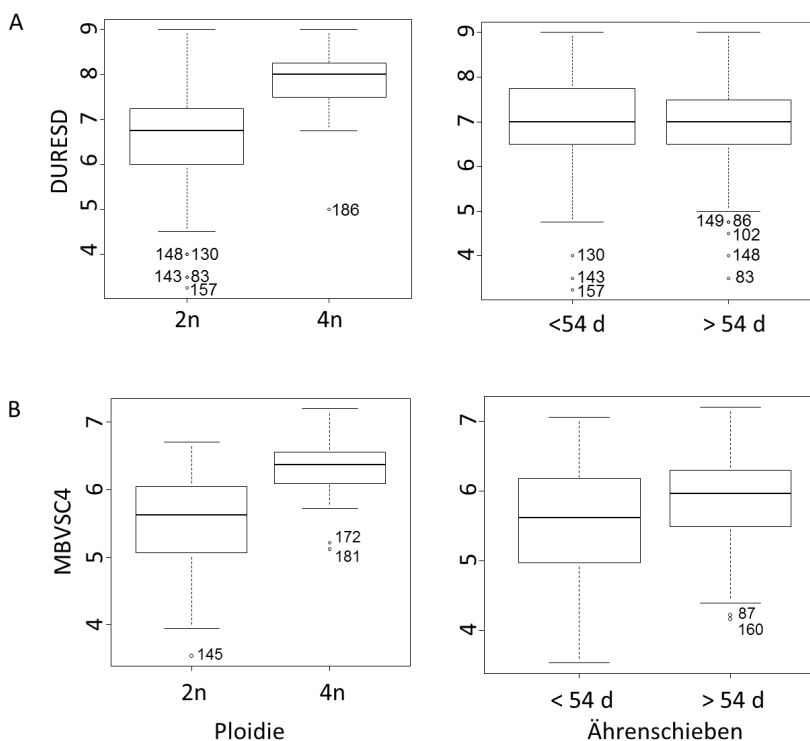 A
DURESD
9
8
7
6
5
4
186
148 130
143 83
157
2n
4n
9
8
7
6
5
4
149 86
102
130
148
143
83
157
<54 d
> 54 d
B
MBVSC4
7
6
5
4
172
181
145
2n
4n
Ploidie
7
6
5
4
87
160
< 54 d
> 54 d
Ährenschieben